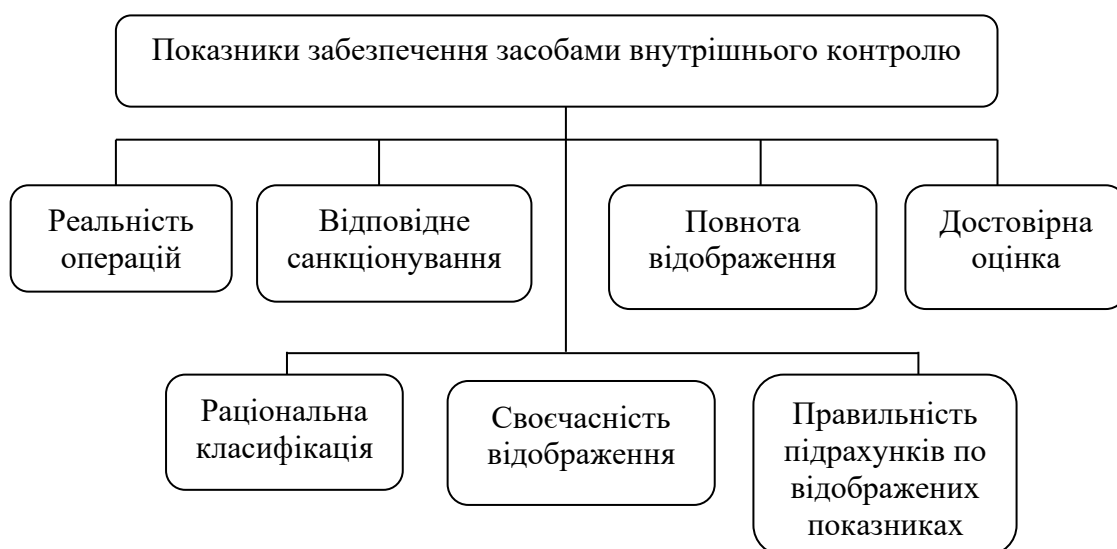 Показники забезпечення засобами внутрішнього контролю
Реальність
операцій
Відповідне
санкціонування
Повнота
відображення
Достовірна
оцінка
Раціональна
класифікація
Своєчасність
відображення
Правильність
підрахунків по
відображених
показниках